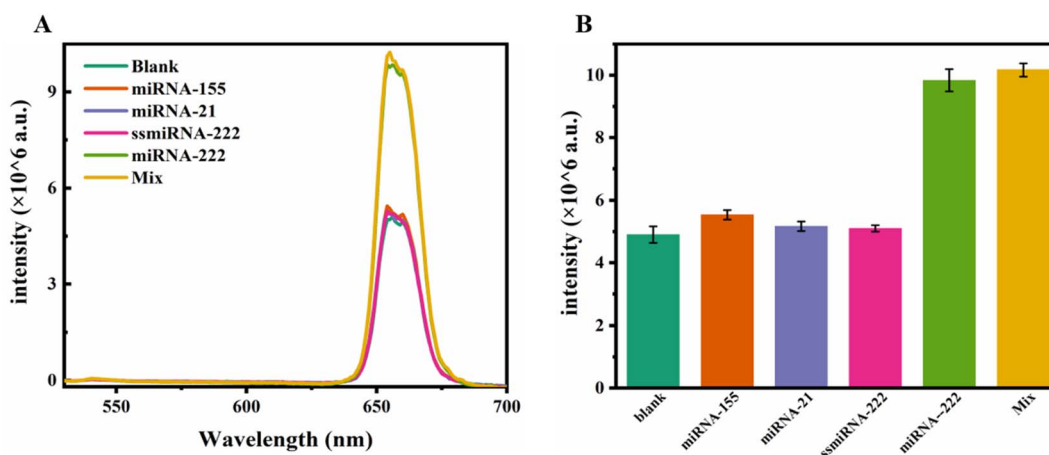 A
intensity (×10^6 a.u.)
9
6
3
0
Blank
miRNA-155
miRNA-21
ssmiRNA-222
miRNA-222
Mix
550
600
650
700
Wavelength (nm)
B
intensity (×10^6 a.u.)
10
8
6
4
2
0
blank
miRNA-155
miRNA-21
ssmiRNA-222
miRNA--222
Mix